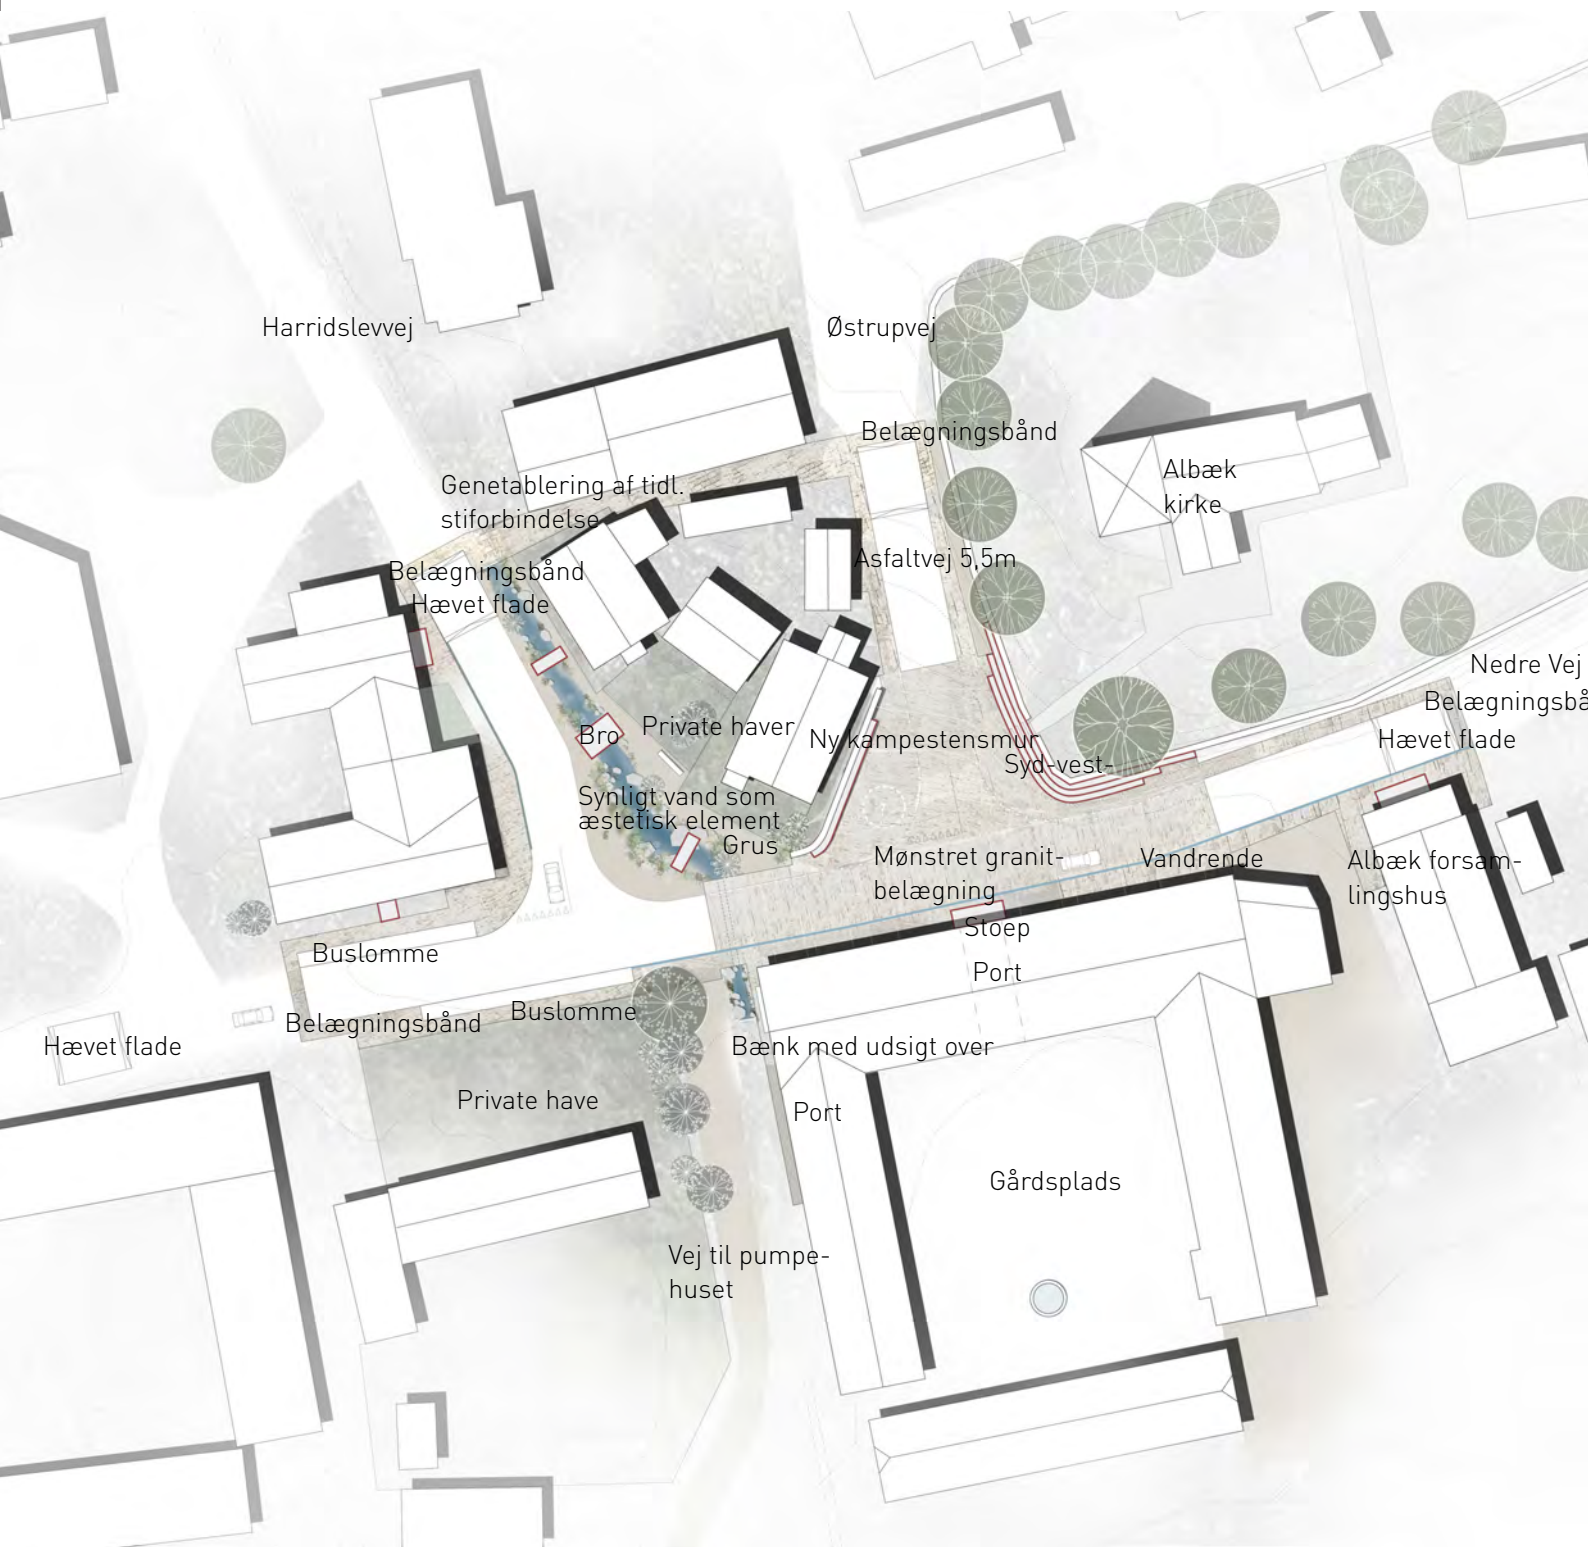 Harridslevvej
Østrupvej
Belægningsbånd
Albæk
kirke
Genetablering af tidl.
stiforbindelse
Asfaltvej 5,5m
Belægningsbånd
Hævet flade
Nedre Vej
Belægningsbå
Hævet flade
Bro
Private haver
Ny kampestensmur
Syd-vest-
Synligt vand som
æstetisk element
Grus
Mønstret granit-
belægning
Vandrende
Albæk forsam-
lingshus
Stoep
Buslomme
Port
Buslomme
Belægningsbånd
Hævet flade
Bænk med udsigt over
Private have
Port
Gårdsplads
Vej til pumpe-
huset